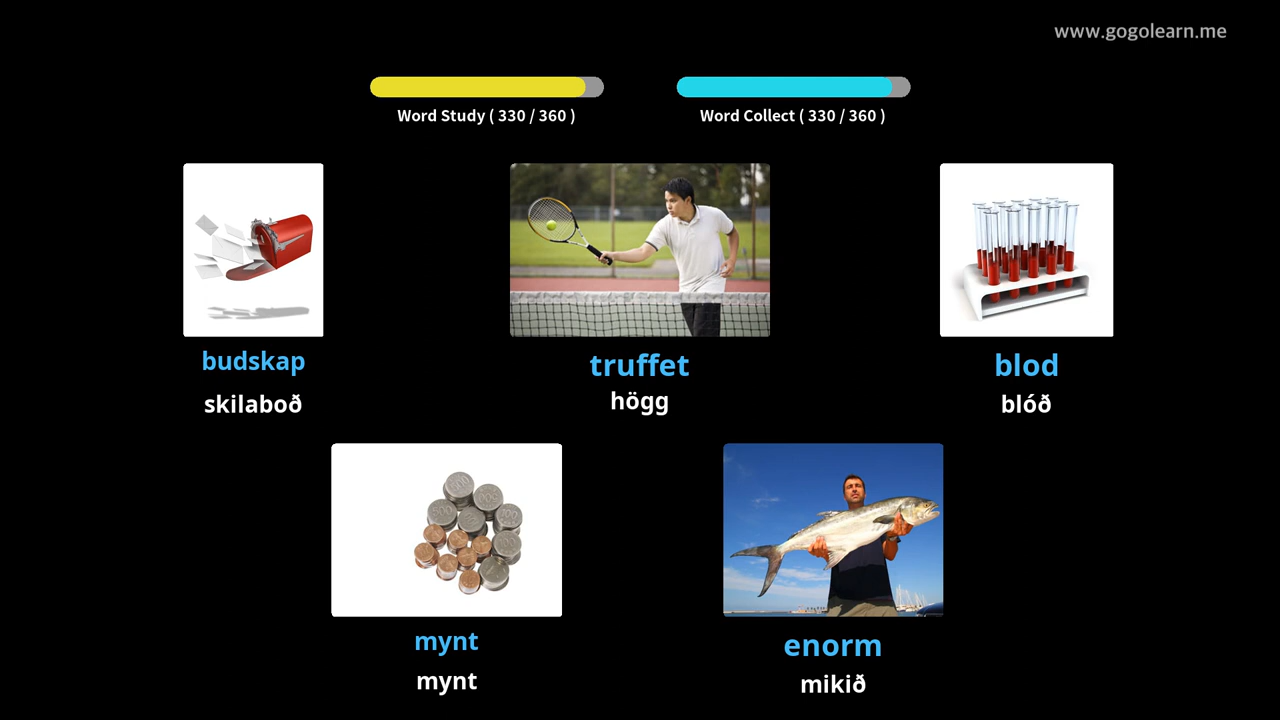 www.gogolearn.me
Word Study ( 330 / 360 )
Word Collect ( 330 / 360 )
budskap
skilaboð
truffet
högg
blod
blóð
mynt
mynt
enorm
mikið